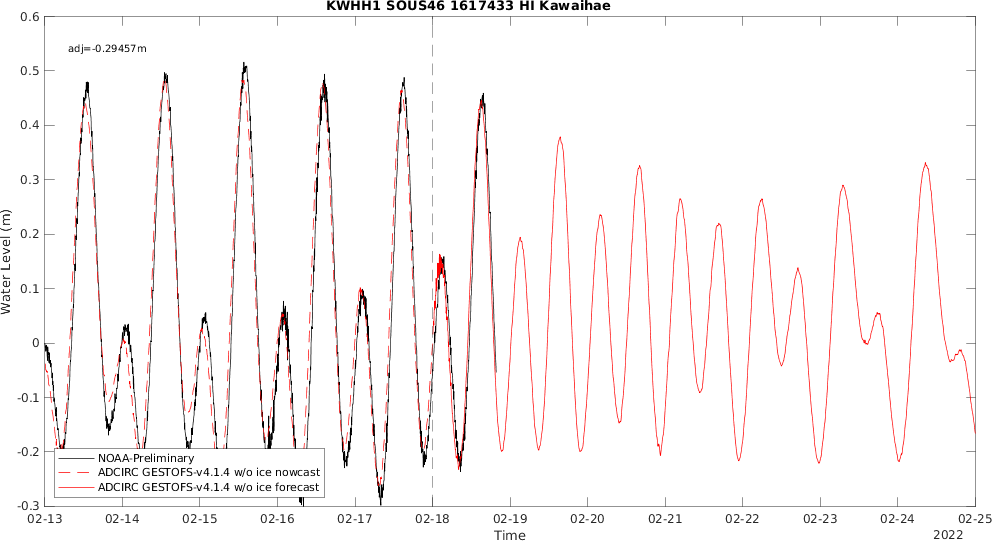 KWHH1 SOUS46 1617433 HI Kawaihae
0.6
adj=-0.29457m
0.5
0.4
0.3
0.2
0.1
0
-0.1
-0.2
-0.3
Water Level (m)
NOAA-Preliminary
ADCIRC GESTOFS-v4.1.4 w/o ice nowcast
ADCIRC GESTOFS-v4.1.4 w/o ice forecast
02-13 02-14 02-15 02-16 02-17 02-18 02-19 02-20 02-21 02-22 02-23 02-24 02-25
Time
2022